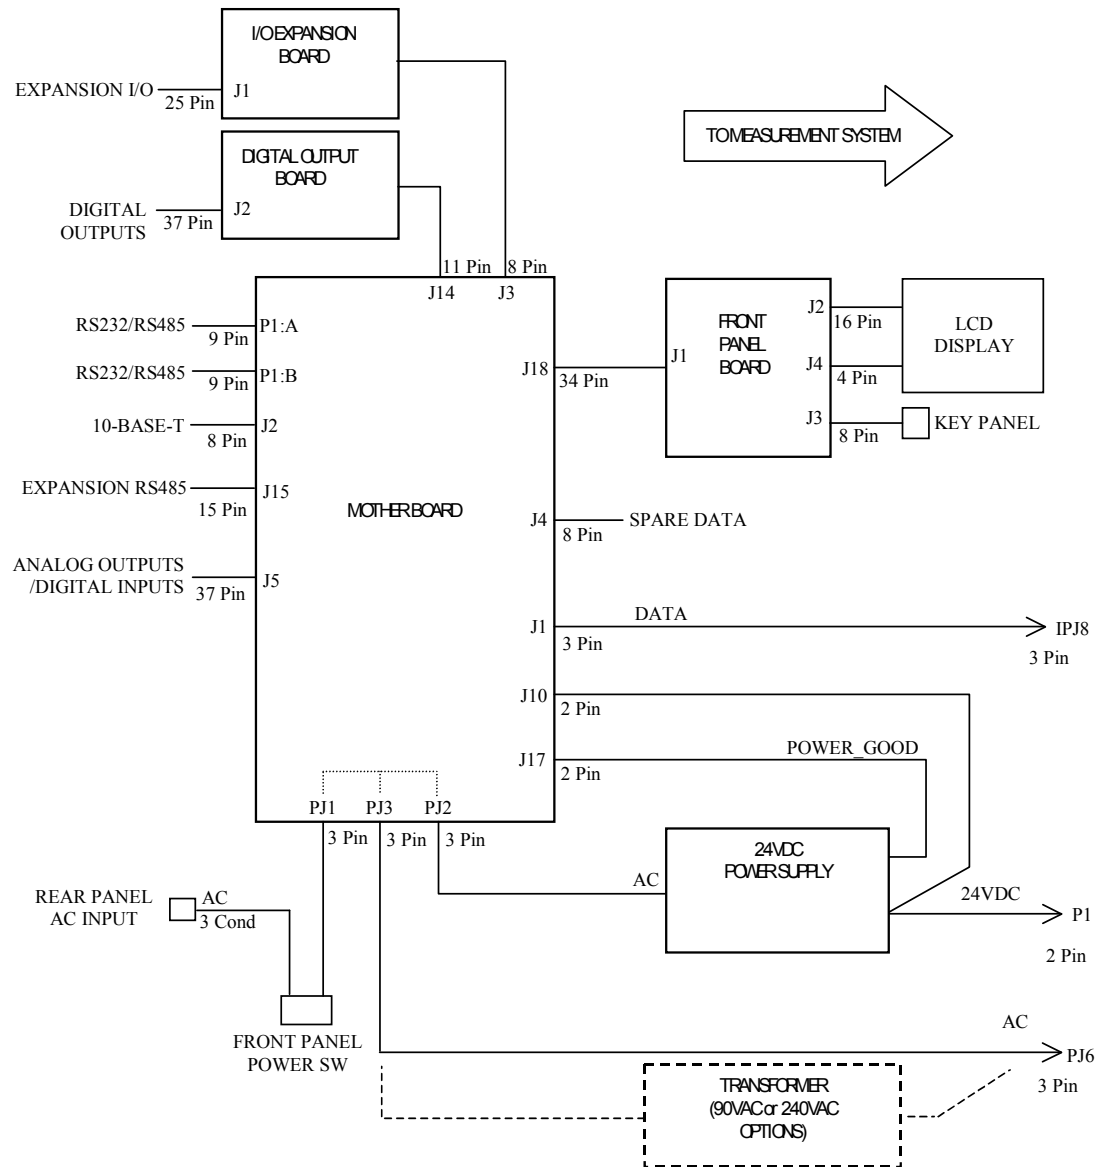 I/O EXPANSION
BOARD
EXPANSION I/O
25 Pin
J1
TO MEASUREMENT SYSTEM
DIGITAL OUTPUT
BOARD
DIGITAL
OUTPUTS
37 Pin
J2
11 Pin
8 Pin
J14
J3
RS232/RS485
9 Pin
P1:A
RS232/RS485
9 Pin
P1:B
10-BASE-T
8 Pin
J2
EXPANSION RS485
15 Pin
J15
ANALOG OUTPUTS
/DIGITAL INPUTS
37 Pin
J5
MOTHER BOARD
J18
34 Pin
J1
FRONT
PANEL
BOARD
J2
16 Pin
J4
4 Pin
LCD
DISPLAY
J3
8 Pin
KEY PANEL
J4
8 Pin
SPARE DATA
J1
3 Pin
DATA
IPJ8
3 Pin
J10
2 Pin
J17
2 Pin
POWER_GOOD
PJ1
PJ3
PJ2
3 Pin
3 Pin
3 Pin
24VDC
POWER SUPPLY
AC
24VDC
P1
2 Pin
REAR PANEL
AC INPUT
AC
3 Cond
FRONT PANEL
POWER SW
AC
PJ6
3 Pin
TRANSFORMER
(90VAC or 240VAC
OPTIONS)